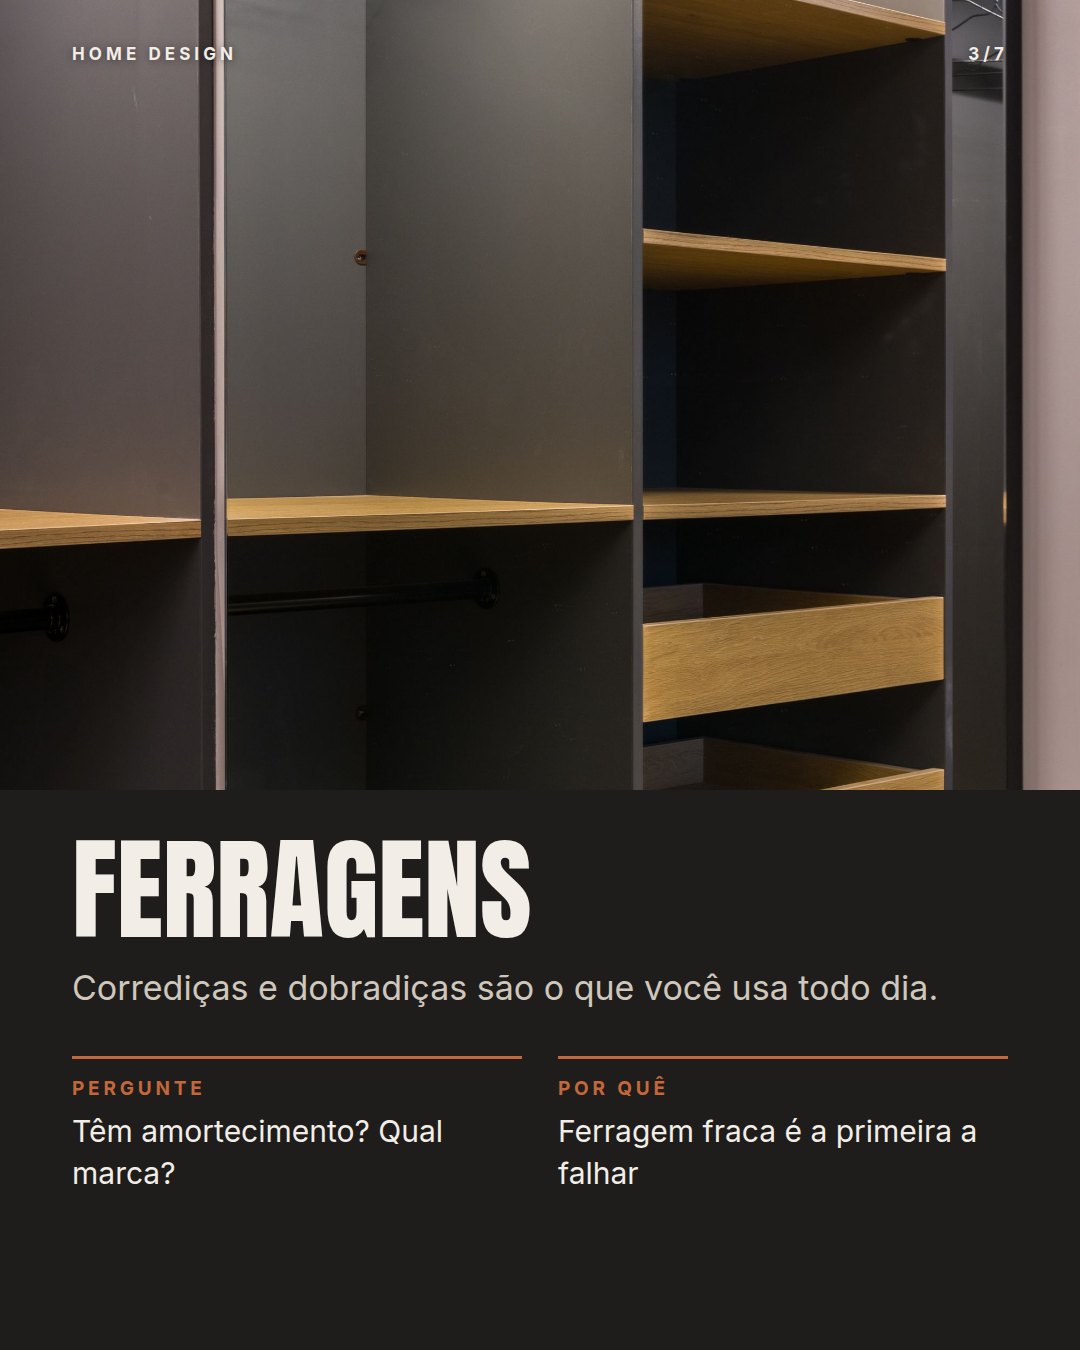 HOME DESIGN
3/7
FERRAGENS
Corrediças e dobradiças são o que você usa todo dia.
PERGUNTE
Têm amortecimento? Qual
marca?
POR QUÊ
Ferragem fraca é a primeira a
falhar